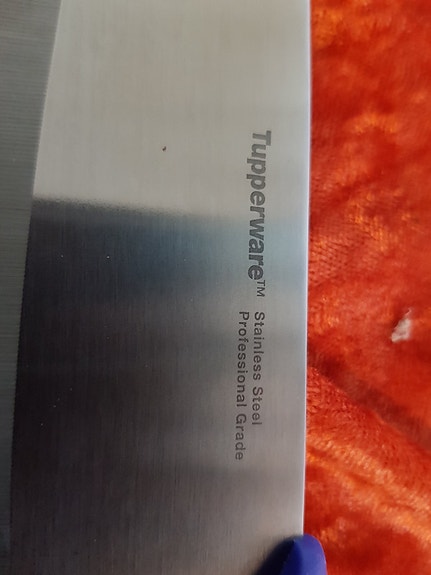 Tupperware™
Stainless Steel
Professional Grade